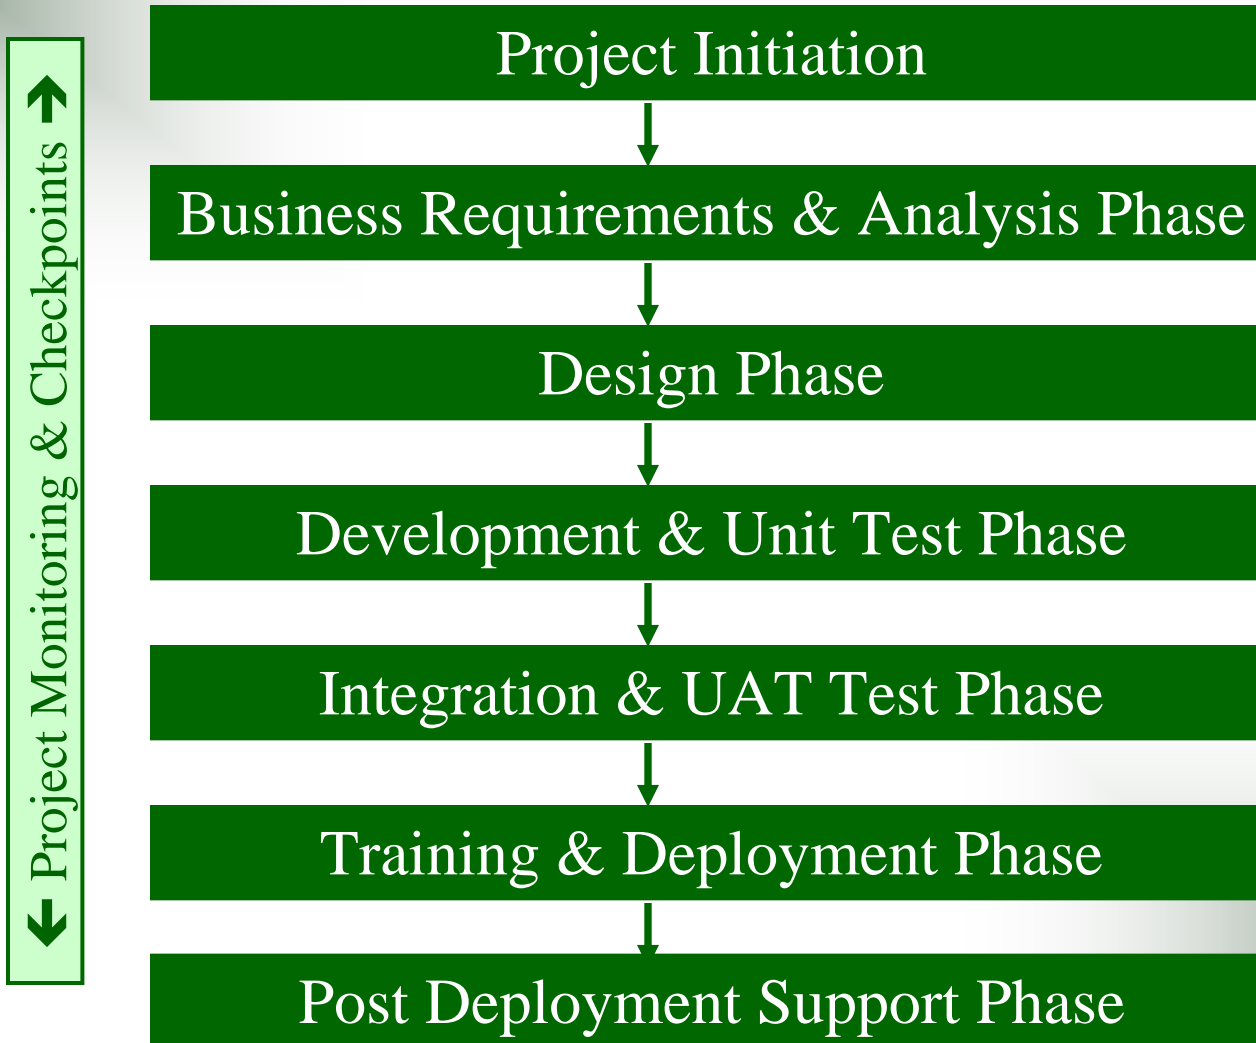 Project Initiation
Business Requirements & Analysis Phase
Design Phase
Development & Unit Test Phase
Integration & UAT Test Phase
Training & Deployment Phase
Post Deployment Support Phase
← Project Monitoring & Checkpoints →